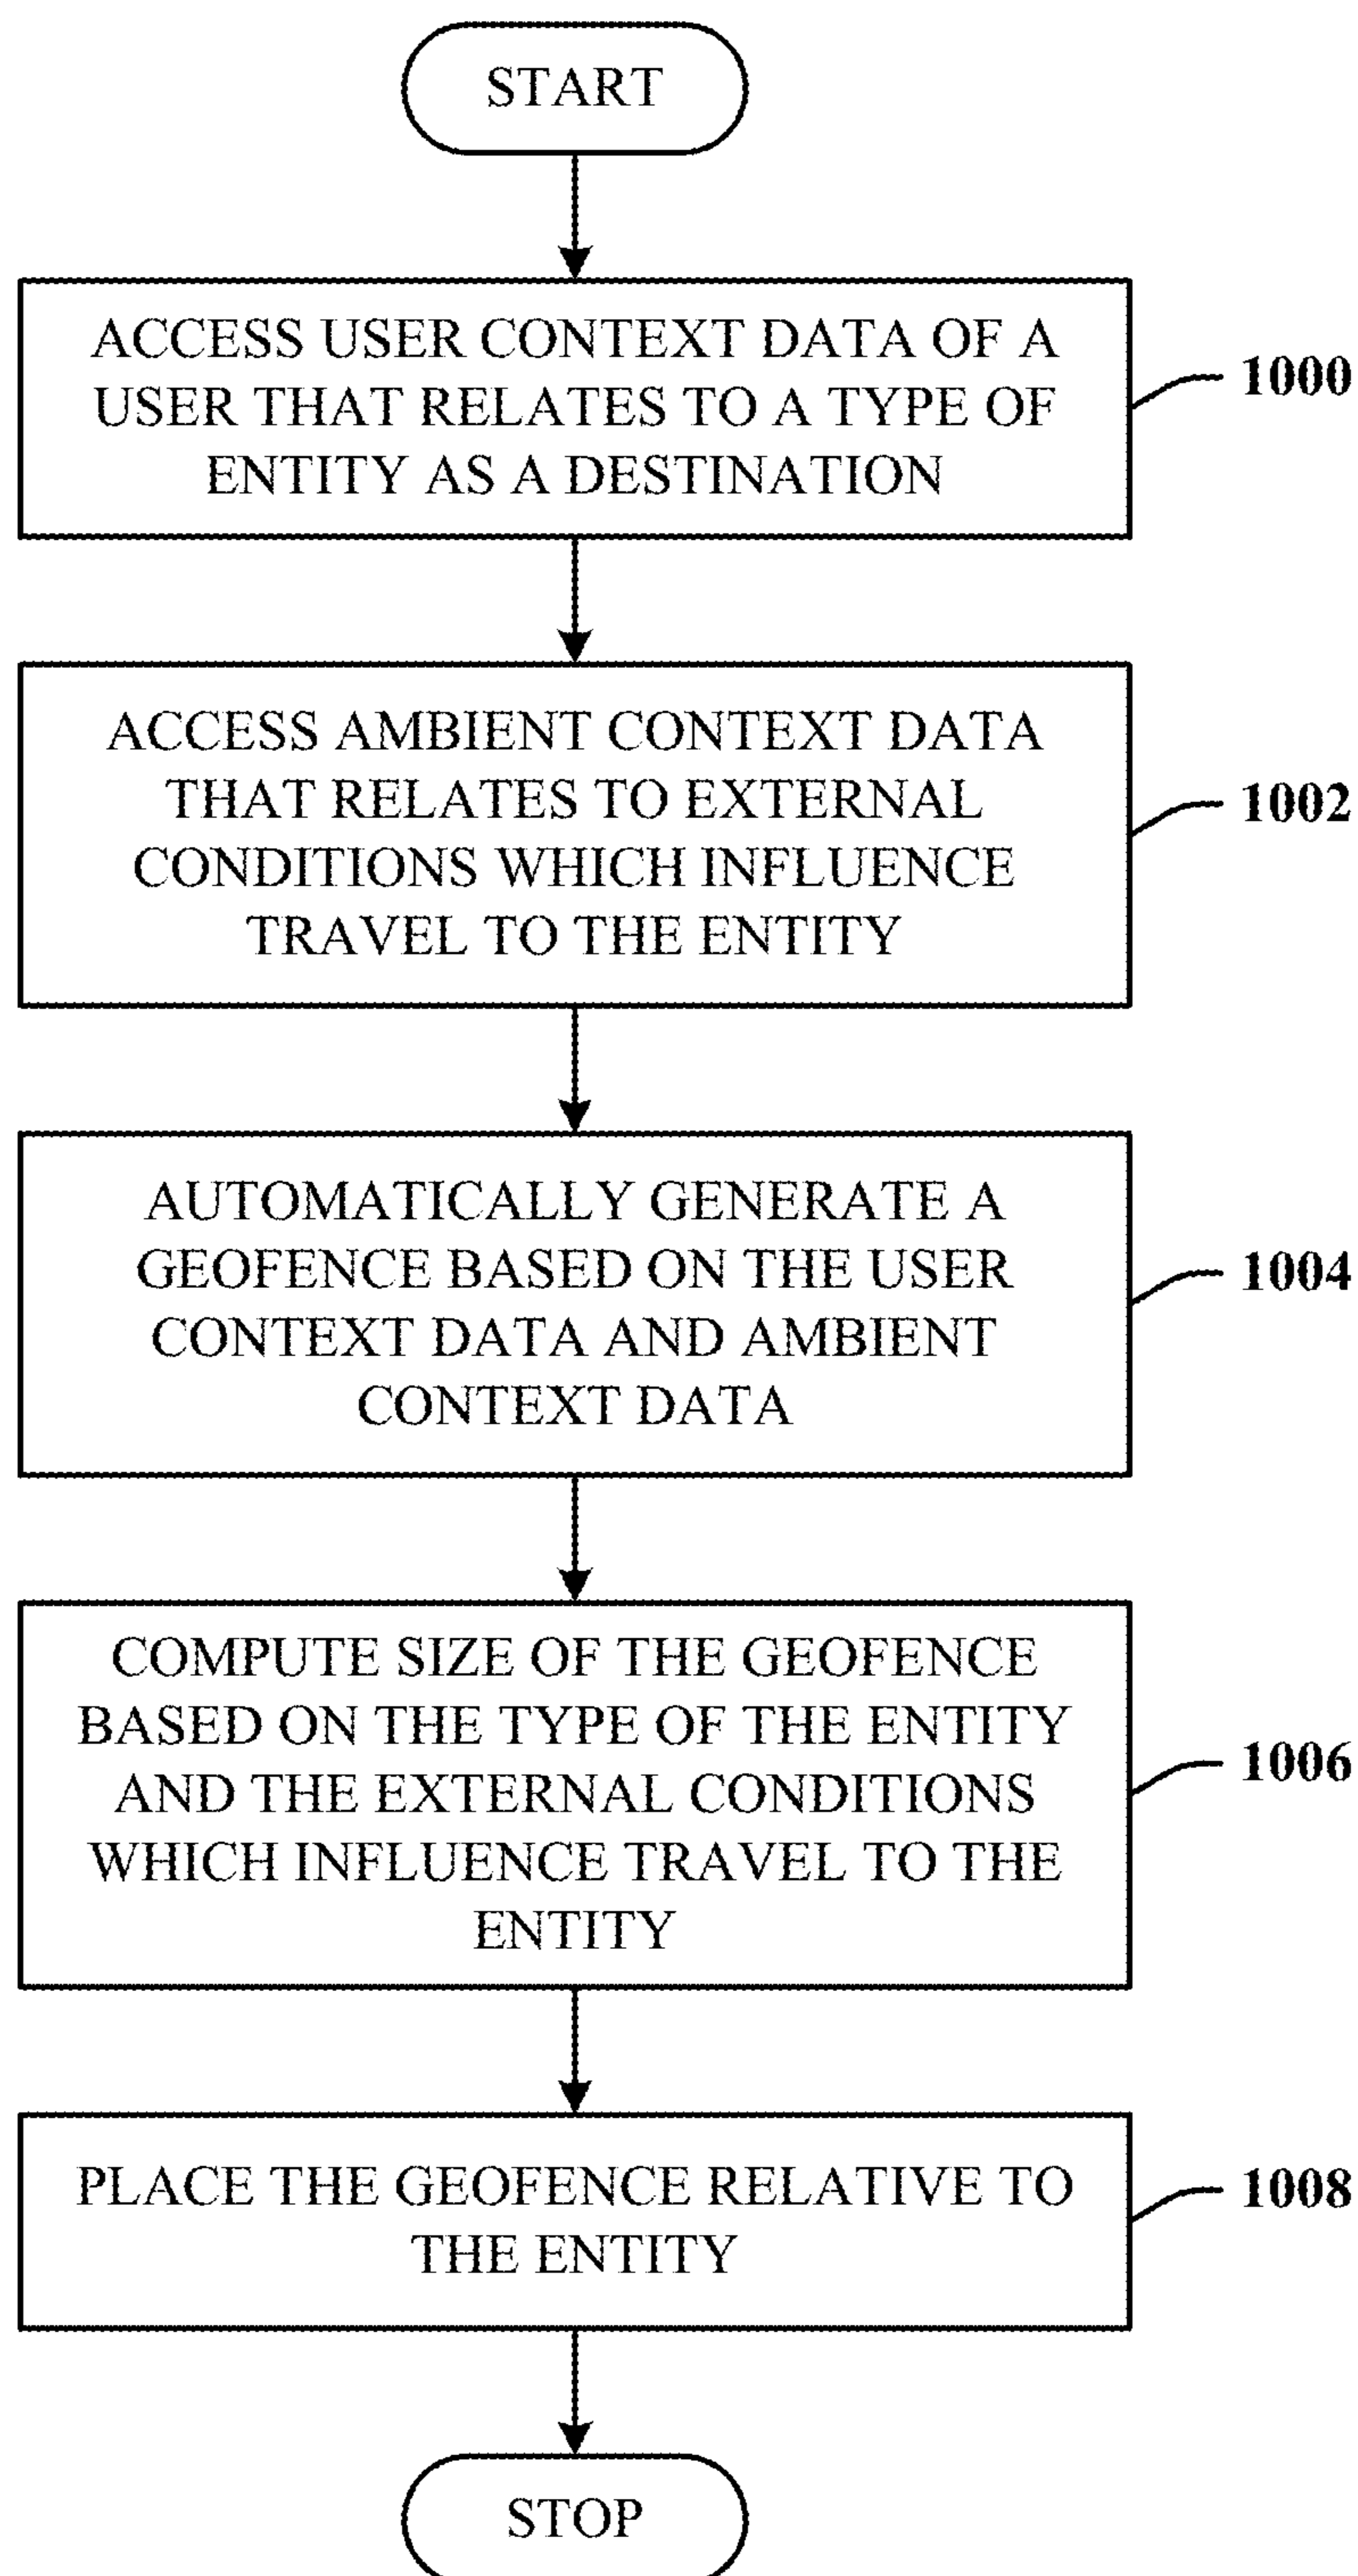 START
ACCESS USER CONTEXT DATA OF A
USER THAT RELATES TO A TYPE OF
ENTITY AS A DESTINATION
1000
ACCESS AMBIENT CONTEXT DATA
THAT RELATES TO EXTERNAL
CONDITIONS WHICH INFLUENCE
TRAVEL TO THE ENTITY
1002
AUTOMATICALLY GENERATE A
GEOFENCE BASED ON THE USER
CONTEXT DATA AND AMBIENT
CONTEXT DATA
1004
COMPUTE SIZE OF THE GEOFENCE
BASED ON THE TYPE OF THE ENTITY
AND THE EXTERNAL CONDITIONS
WHICH INFLUENCE TRAVEL TO THE
ENTITY
1006
PLACE THE GEOFENCE RELATIVE TO
THE ENTITY
1008
STOP